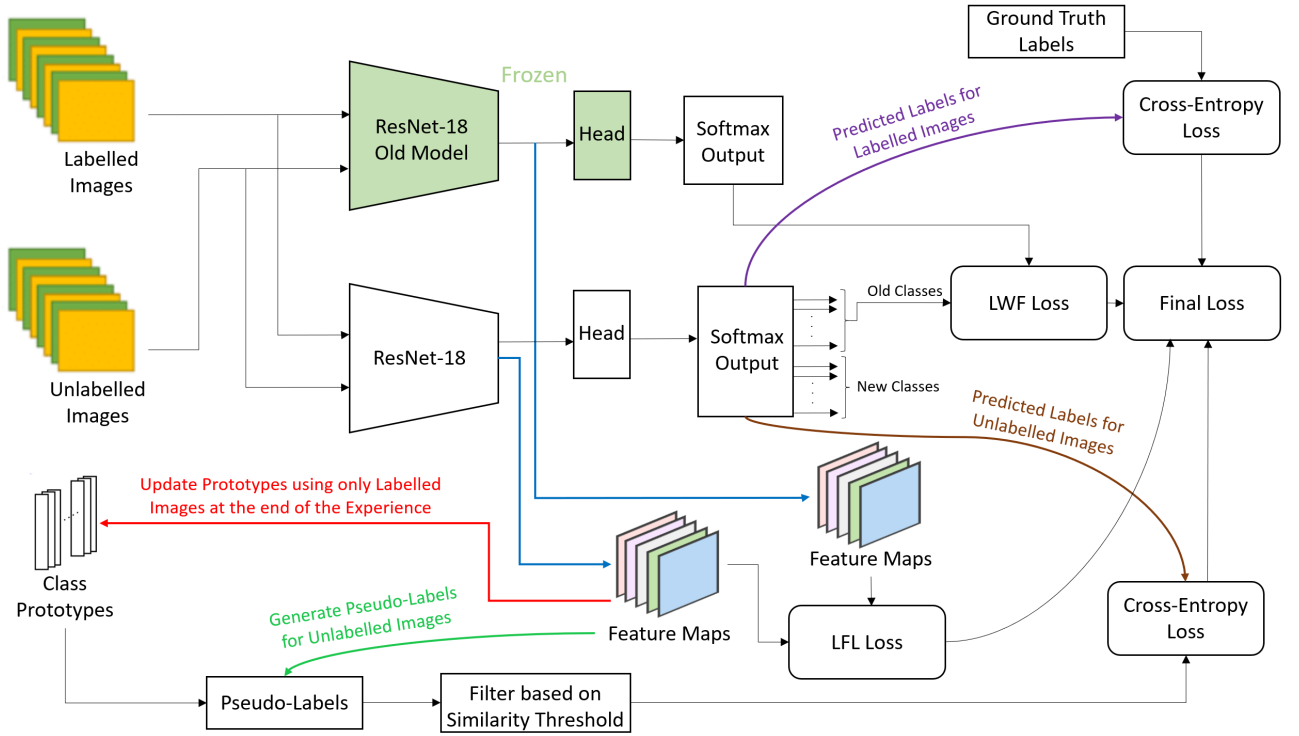 Ground Truth
Labels
Frozen
ResNet-18
Old Model
Head
Softmax
Output
Predicted Labels for
Labelled Images
Cross-Entropy
Loss
Labelled
Images
Old Classes
LWF Loss
Final Loss
ResNet-18
Head
Softmax
Output
New Classes
Unlabelled
Images
Predicted Labels for
Unlabelled Images
Update Prototypes using only Labelled
Images at the end of the Experience
Feature Maps
Class
Prototypes
Generate Pseudo-Labels
for Unlabelled Images
Feature Maps
LFL Loss
Cross-Entropy
Loss
Pseudo-Labels
Filter based on
Similarity Threshold